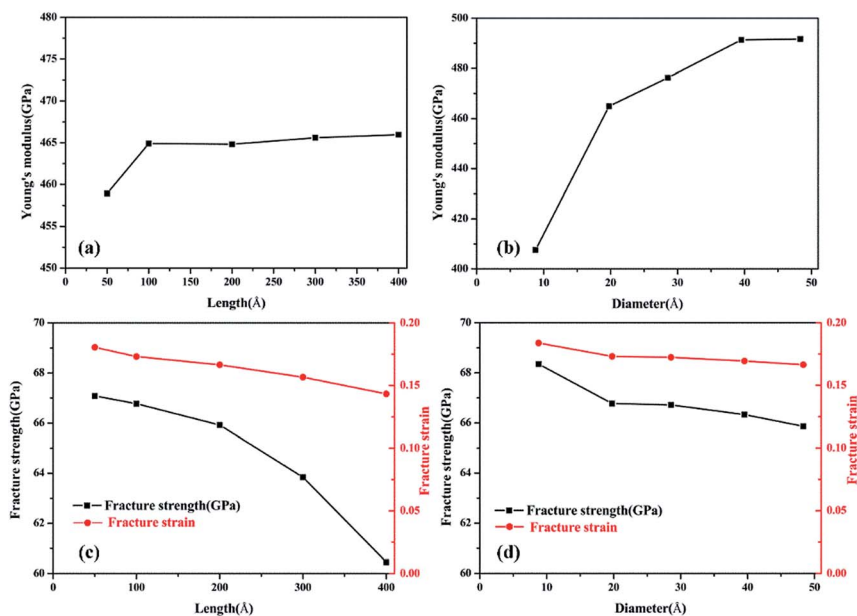 480
475
470
465
460
455
450
Young's modulus(GPa)
(a)
0 50 100 150 200 250 300 350 400
Length(Å)
500
480
460
440
420
400
Young's modulus(GPa)
(b)
0 10 20 30 40 50
Diameter(Å)
70
68
66
64
62
60
Fracture strength(GPa)
0.20
0.15
0.10
0.05
0.00
Fracture strain
Fracture strength(GPa)
Fracture strain
(c)
0 100 200 300 400
Length(Å)
70
68
66
64
62
60
Fracture strength(GPa)
0.20
0.15
0.10
0.05
0.00
Fracture strain
Fracture strength(GPa)
Fracture strain
(d)
0 10 20 30 40 50
Diameter(Å)